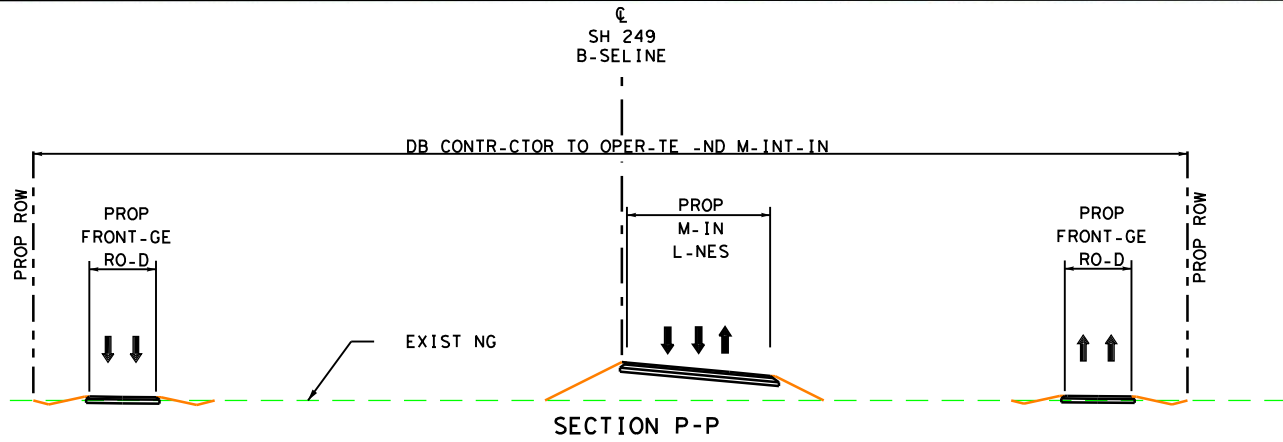 ℄
SH 249
B-SELINE
DB CONTR-CTOR TO OPER-TE -ND M-INT-IN
PROP ROW
PROP
FRONT-GE
RO-D
PROP
M-IN
L-NES
PROP
FRONT-GE
RO-D
PROP ROW
EXIST NG
SECTION P-P